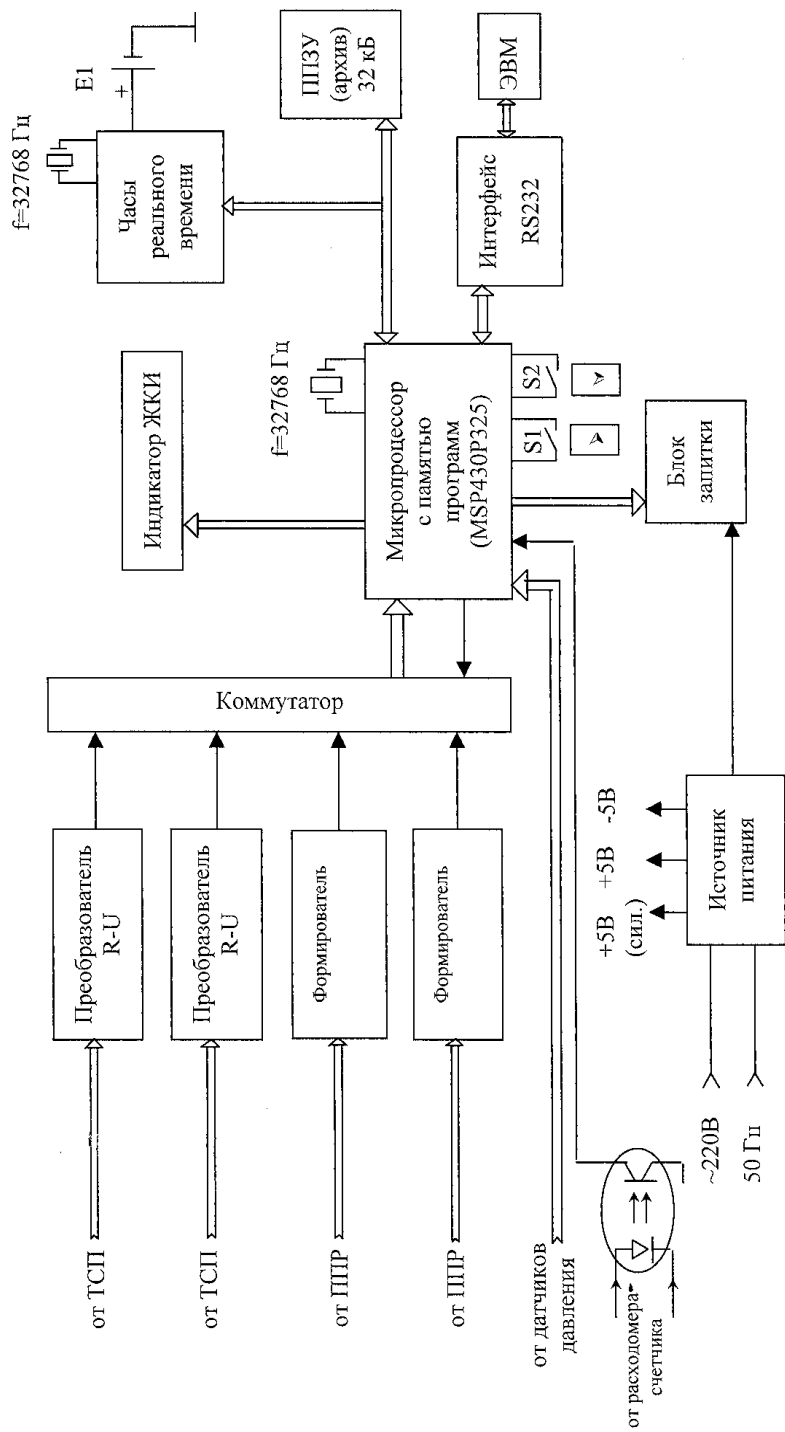 от ТСП
Преобразователь
R-U
от ТСП
Преобразователь
R-U
от ППР
Формирователь
от ППР
Формирователь
Коммутатор
Индикатор ЖКИ
f=32768 Гц
Часы
реального
времени
E1
+
ППЗУ
(архив)
32 кБ
f=32768 Гц
Микропроцессор
с памятью
программ
(MSP430P325)
Интерфейс
RS232
ЭВМ
S1
S2
от датчиков
давления
от расходомера-
счетчика
~220В
50 Гц
+5В
(сил.)
+5В
-5В
Источник
питания
Блок
запитки